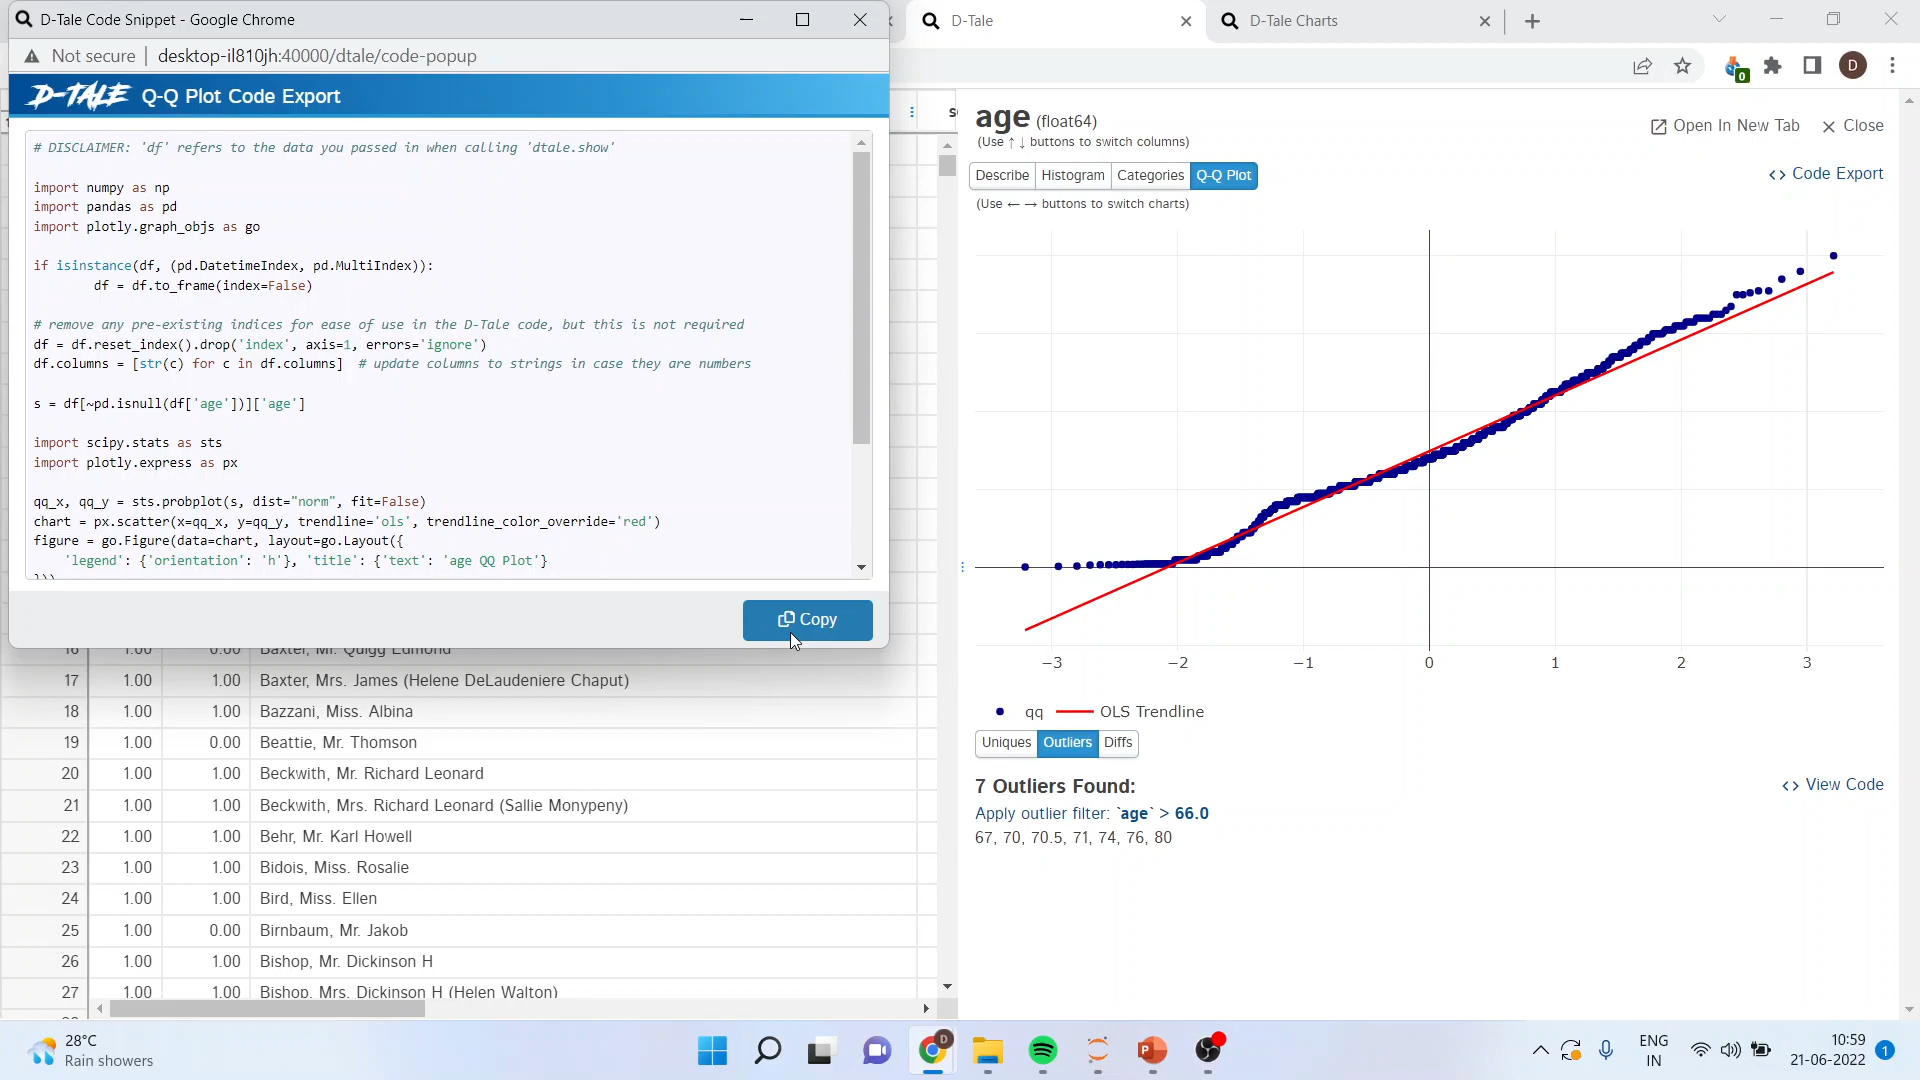 D-Tale Code Snippet - Google Chrome
D-Tale
D-Tale Charts
Not secure | desktop-il810jh:40000/dtale/code-popup
0
D
D-TALE Q-Q Plot Code Export
# DISCLAIMER: 'df' refers to the data you passed in when calling 'dtale.show'
import numpy as np
import pandas as pd
import plotly.graph_objs as go
if isinstance(df, (pd.DatetimeIndex, pd.MultiIndex)):
df = df.to_frame(index=False)
# remove any pre-existing indices for ease of use in the D-Tale code, but this is not required
df = df.reset_index().drop('index', axis=1, errors='ignore')
df.columns = [str(c) for c in df.columns]  # update columns to strings in case they are numbers
s = df[~pd.isnull(df['age'])]['age']
import scipy.stats as sts
import plotly.express as px
qq_x, qq_y = sts.probplot(s, dist="norm", fit=False)
chart = px.scatter(x=qq_x, y=qq_y, trendline='ols', trendline_color_override='red')
figure = go.Figure(data=chart, layout=go.Layout({
'legend': {'orientation': 'h'}, 'title': {'text': 'age QQ Plot'}
}))
Copy
16 1.00 0.00 Baxter, Mr. Quigg Edmond
17 1.00 1.00 Baxter, Mrs. James (Helene DeLaudeniere Chaput)
18 1.00 1.00 Bazzani, Miss. Albina
19 1.00 0.00 Beattie, Mr. Thomson
20 1.00 1.00 Beckwith, Mr. Richard Leonard
21 1.00 1.00 Beckwith, Mrs. Richard Leonard (Sallie Monypeny)
22 1.00 1.00 Behr, Mr. Karl Howell
23 1.00 1.00 Bidois, Miss. Rosalie
24 1.00 1.00 Bird, Miss. Ellen
25 1.00 0.00 Birnbaum, Mr. Jakob
26 1.00 1.00 Bishop, Mr. Dickinson H
27 1.00 1.00 Bishop, Mrs. Dickinson H (Helen Walton)
age (float64)
(Use ↑ ↓ buttons to switch columns)
Open In New Tab
Close
Describe Histogram Categories Q-Q Plot
Code Export
(Use ← → buttons to switch charts)
−3 −2 −1 0 1 2 3
qq OLS Trendline
Uniques Outliers Diffs
7 Outliers Found:
View Code
Apply outlier filter: `age` > 66.0
67, 70, 70.5, 71, 74, 76, 80
28°C
Rain showers
D
P
ENG
IN
10:59
21-06-2022
1